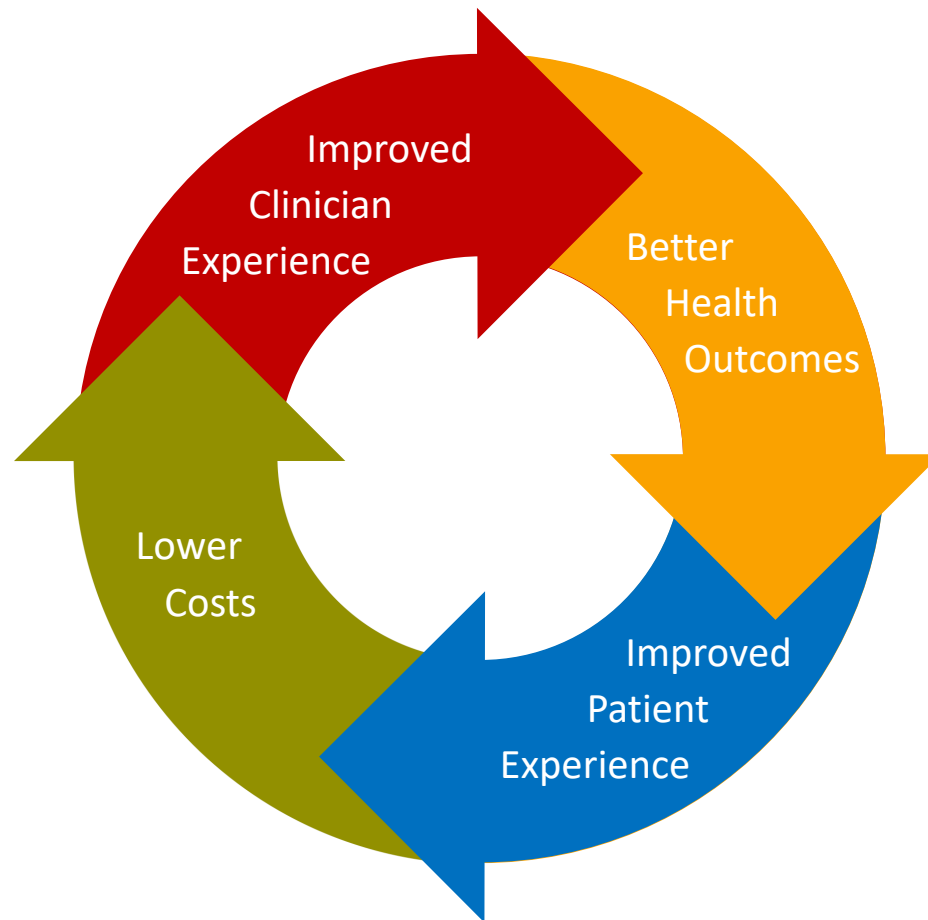 Improved
Clinician
Experience
Better
Health
Outcomes
Improved
Patient
Experience
Lower
Costs